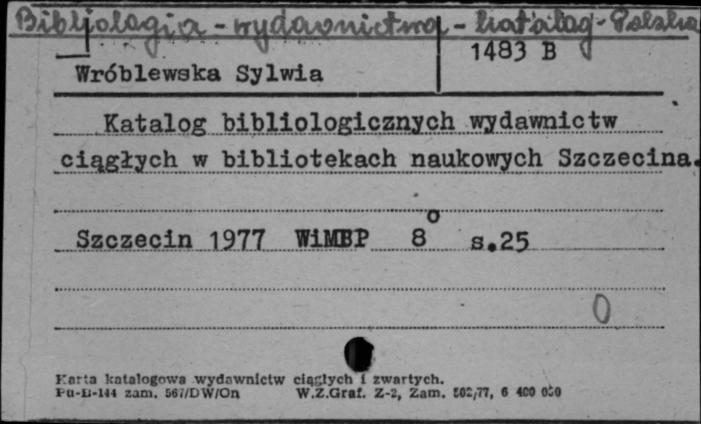 Bibljologia - wydawnictwa - katalog - Polska
1483 B
Wróblewska Sylwia
Katalog bibliologicznych wydawnictw
ciągłych w bibliotekach naukowych Szczecina.
Szczecin 1977 WiMBP 8° s.25
0
Karta katalogowa wydawnictw ciągłych i zwartych.
Pu-B-144 zam. 567/DW/On W.Z.Graf. Z-2, Zam. 502/77, 6 400 000